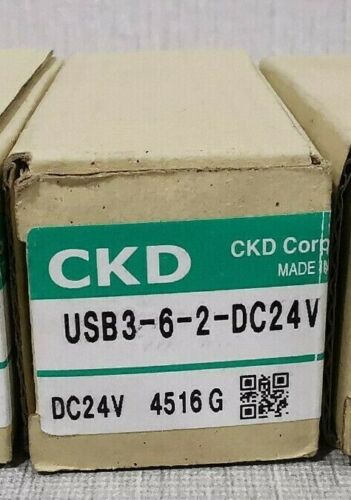 CKD
CKD Corp
MADE
USB3-6-2-DC24V
DC24V 4516G